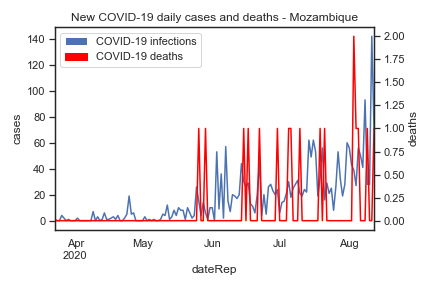 New COVID-19 daily cases and deaths - Mozambique
COVID-19 infections
COVID-19 deaths
140
120
100
80
60
40
20
0
cases
2.00
1.75
1.50
1.25
1.00
0.75
0.50
0.25
0.00
deaths
Apr
2020
May
Jun
Jul
Aug
dateRep